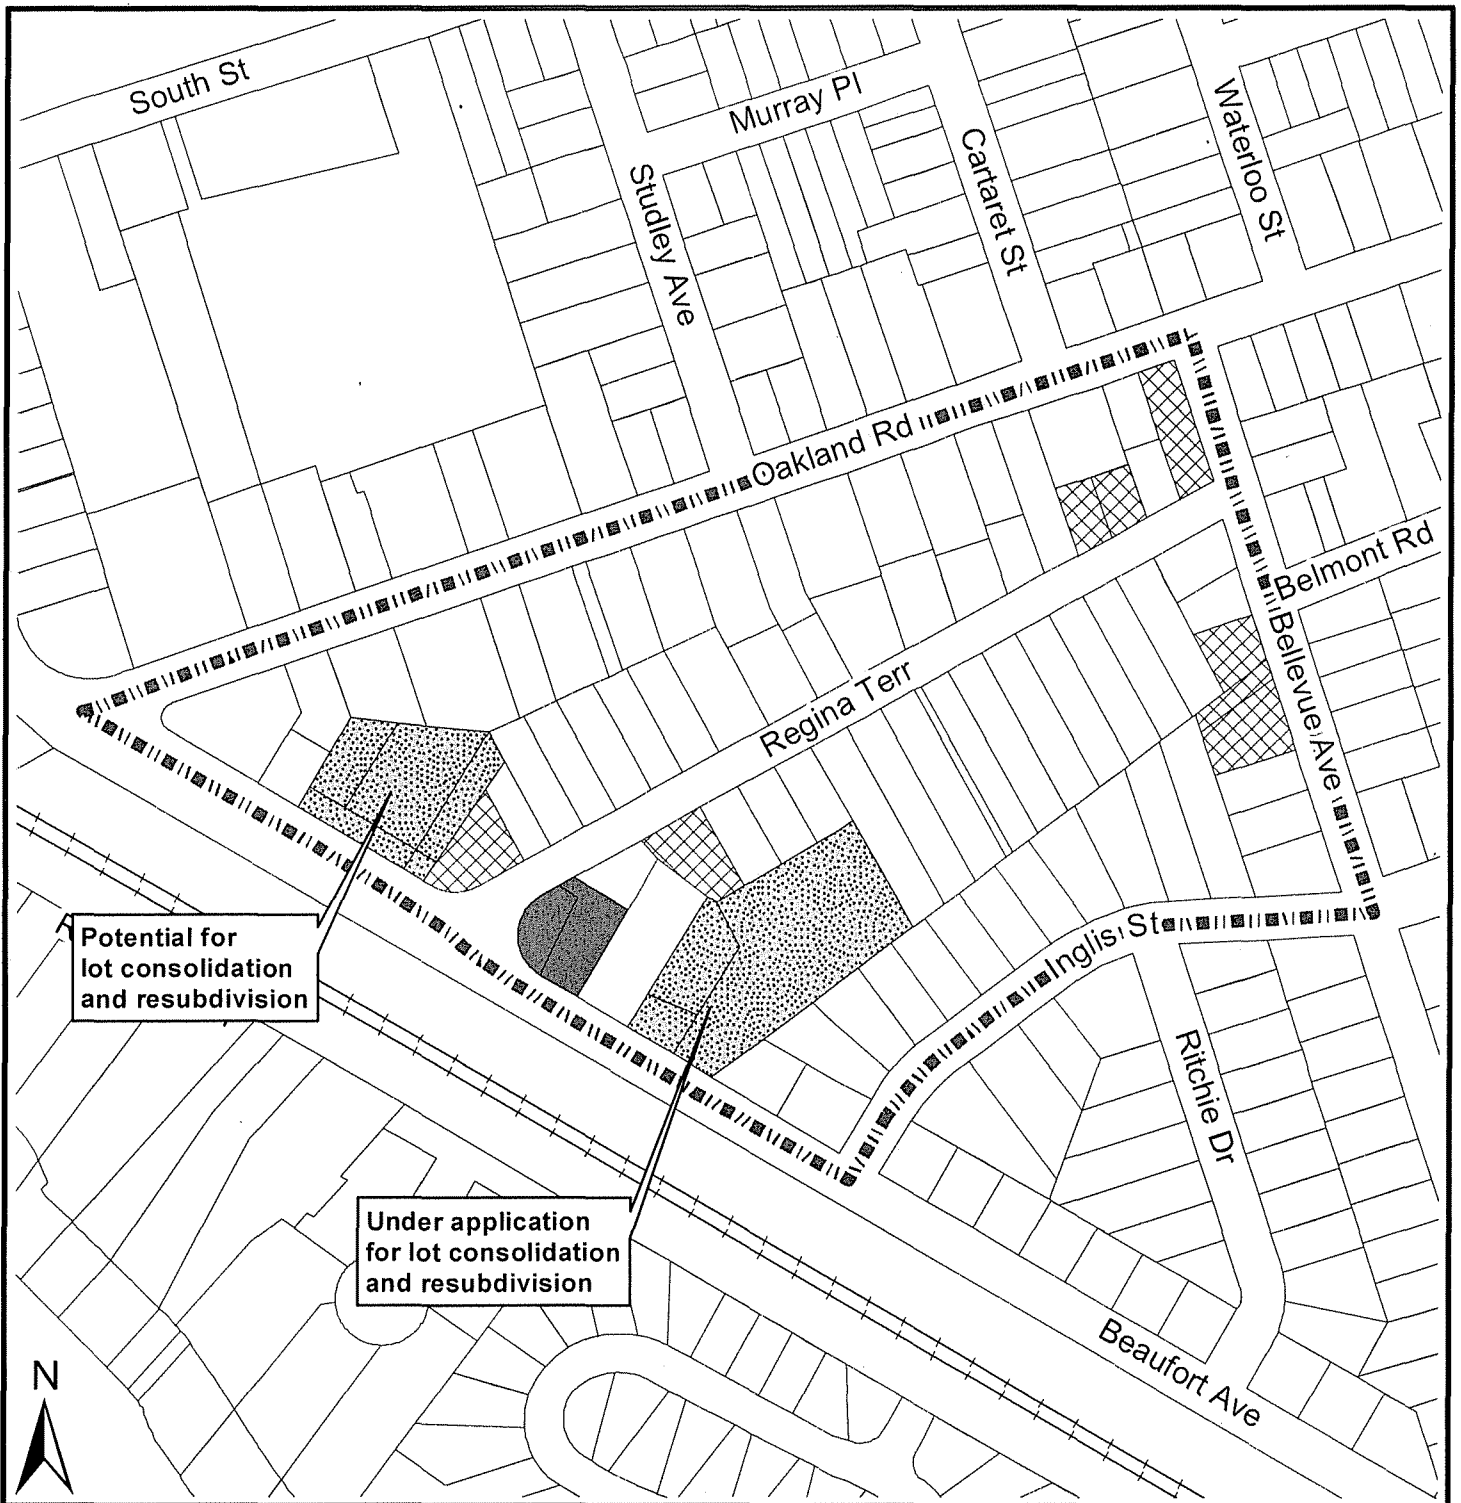 South St
Murray Pl
Waterloo St
Cartaret St
Studley Ave
Oakland Rd
Belmont Rd
Bellevue Ave
Regina Terr
Potential for
lot consolidation
and resubdivision
Inglis St
Ritchie Dr
Under application
for lot consolidation
and resubdivision
Beaufort Ave
N